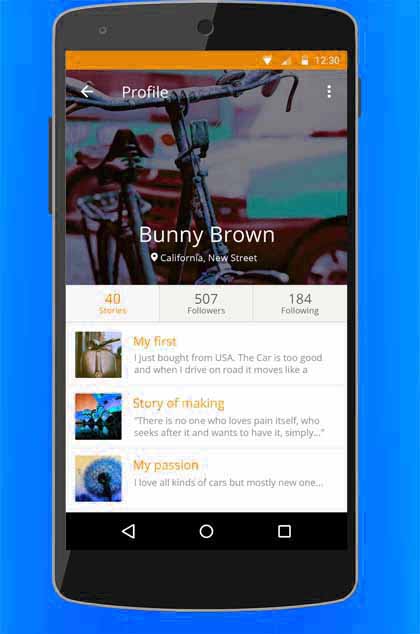 12:30
Profile
Bunny Brown
California, New Street
40
Stories
507
Followers
184
Following
My first
I just bought from USA. The Car is too good
and when I drive on road it moves like a
Story of making
"There is no one who loves pain itself, who
seeks after it and wants to have it, simply..."
My passion
I love all kinds of cars but mostly new one...